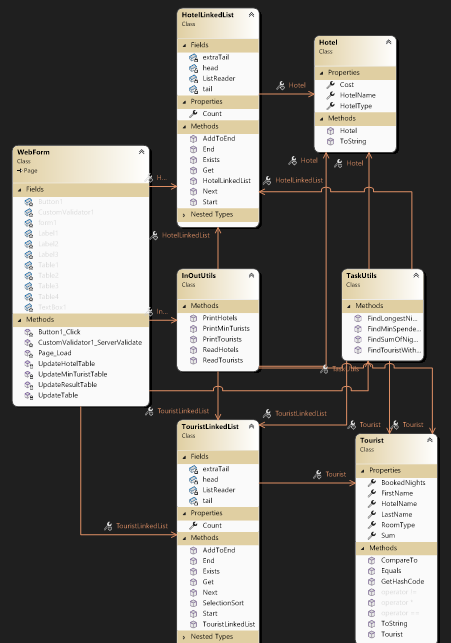 HotelLinkedList
Class
Fields
extraTail
head
ListReader
tail
Properties
Count
Methods
AddToEnd
End
Exists
Get
HotelLinkedList
Next
Start
Nested Types
Hotel
Hotel
Class
Properties
Cost
HotelName
HotelType
Methods
Hotel
ToString
Hotel
Hotel
WebForm
Class
Page
Fields
Button1
CustomValidator1
form1
Label1
Label2
Label3
Table1
Table2
Table3
Table4
TextBox1
Methods
Button1_Click
CustomValidator1_ServerValidate
Page_Load
UpdateHotelTable
UpdateMinTuristTable
UpdateResultTable
UpdateTable
H...
HotelLinkedList
HotelLinkedList
In...
InOutUtils
Class
Methods
PrintHotels
PrintMinTurists
PrintTourists
ReadHotels
ReadTourists
TaskUtils
Class
Methods
FindLongestNi...
FindMinSpende...
FindSumOfNig...
FindTouristWith...
TaskUtils
TouristLinkedList
TouristLinkedList
Tourist
Tourist
TouristLinkedList
Class
Fields
extraTail
head
ListReader
tail
Properties
Count
Methods
AddToEnd
End
Exists
Get
Next
SelectionSort
Start
TouristLinkedList
Nested Types
TouristLinkedList
Tourist
Tourist
Class
Properties
BookedNights
FirstName
HotelName
LastName
RoomType
Sum
Methods
CompareTo
Equals
GetHashCode
operator !=
operator *
operator <=
ToString
Tourist